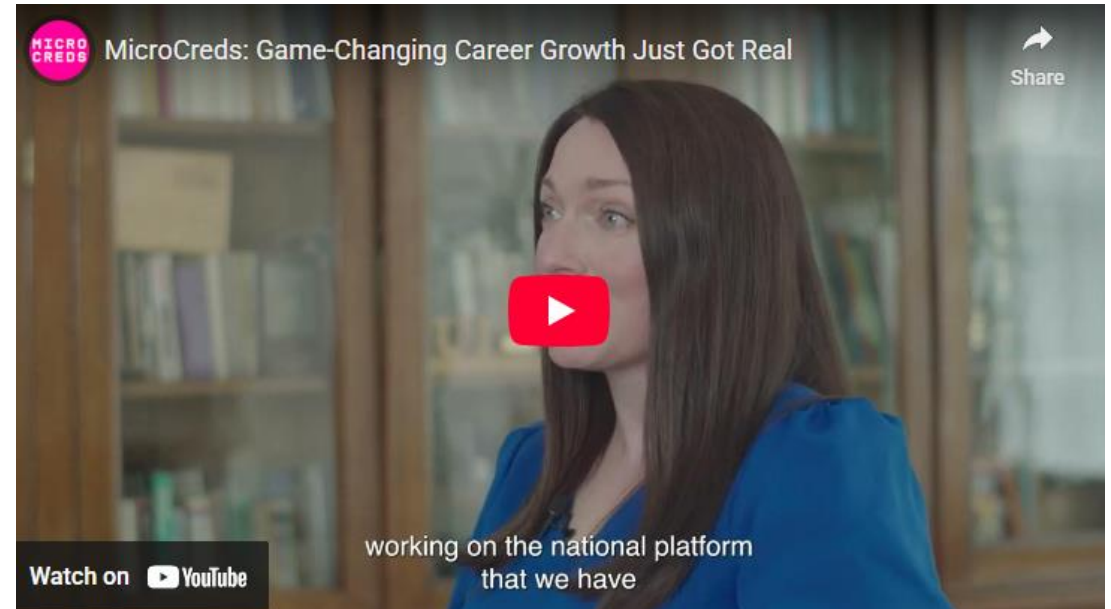 MICRO
CREDS
MicroCreds: Game-Changing Career Growth Just Got Real
Share
working on the national platform
that we have
Watch on YouTube